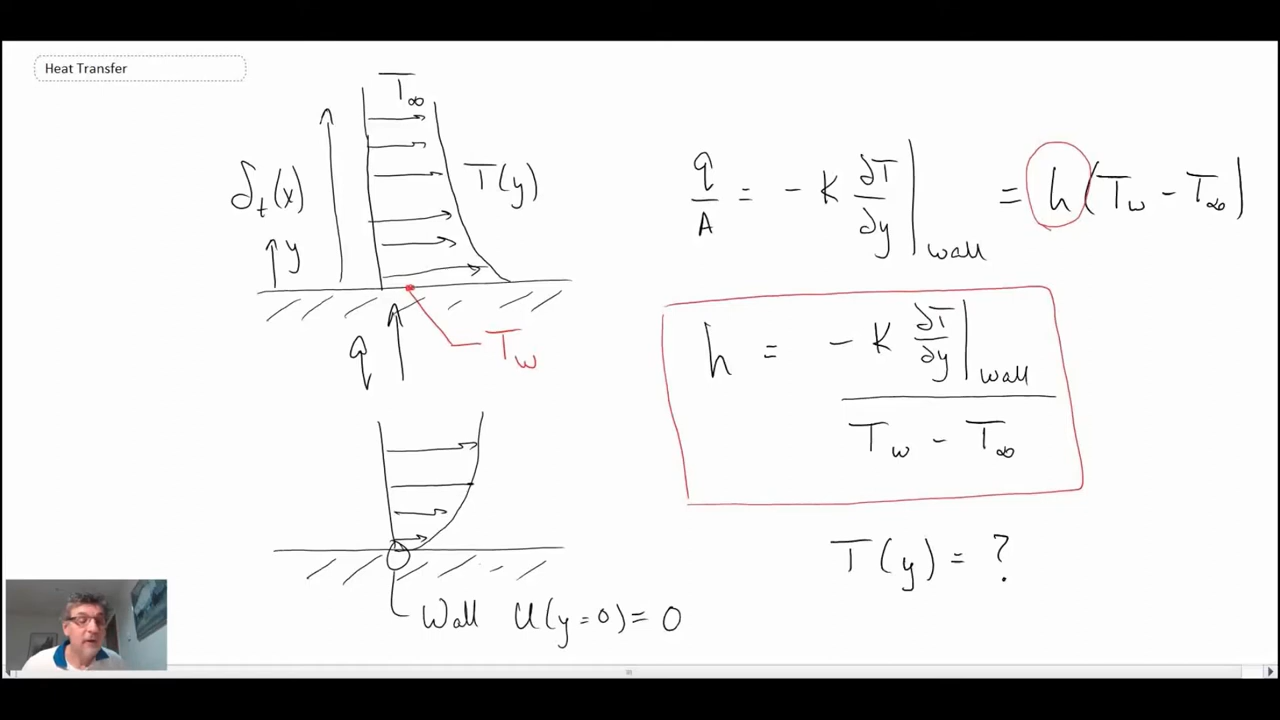 Heat Transfer
T∞
δt(x)
y
T(y)
q
Tw
q/A = -k ∂T/∂y|wall = h(Tw - T∞)
h = -k ∂T/∂y|wall / Tw - T∞
T(y) = ?
Wall u(y=0)=0